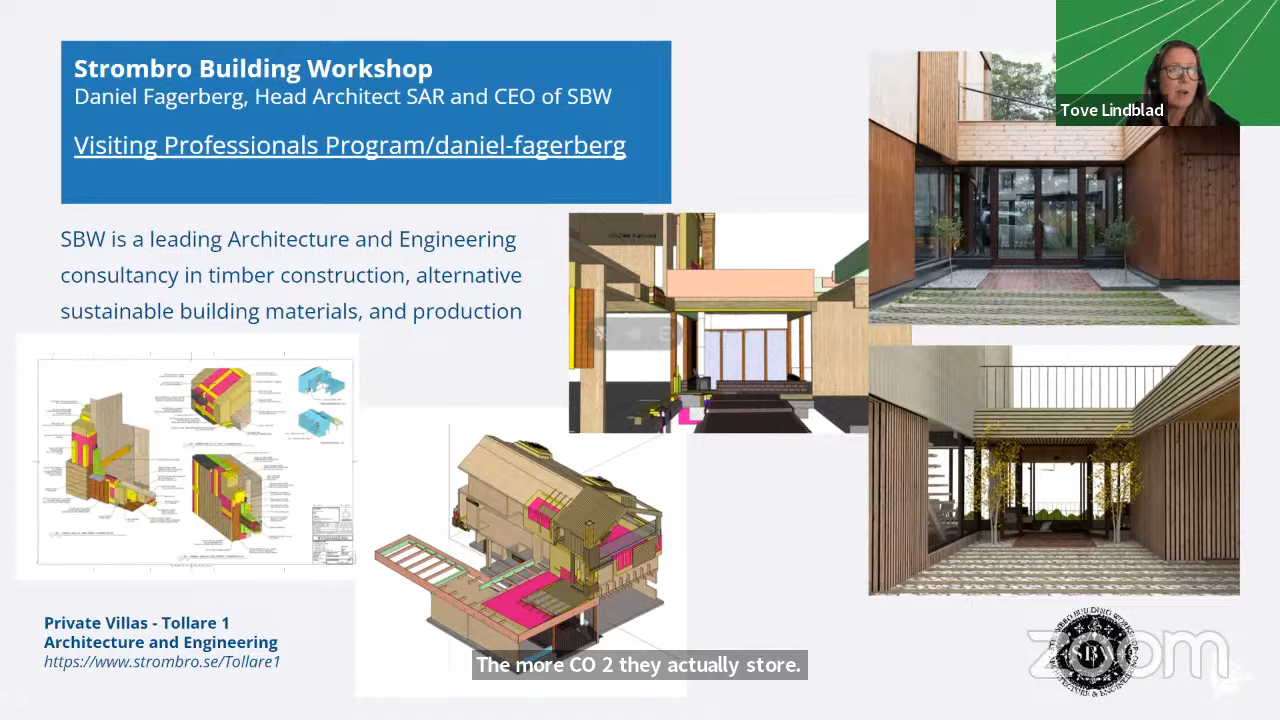 Strombro Building Workshop
Daniel Fagerberg, Head Architect SAR and CEO of SBW
Visiting Professionals Program/daniel-fagerberg
Tove Lindblad
SBW is a leading Architecture and Engineering
consultancy in timber construction, alternative
sustainable building materials, and production
Private Villas - Tollare 1
Architecture and Engineering
https://www.strombro.se/Tollare1
The more CO 2 they actually store.
SBW
zoom